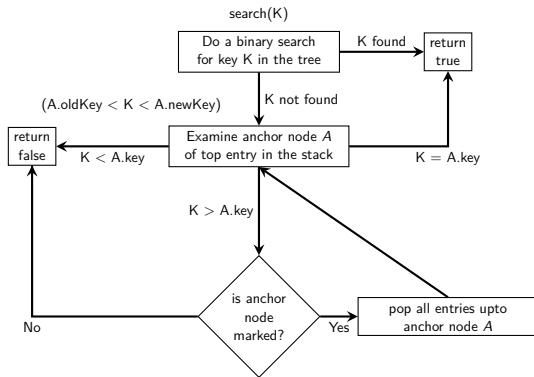 search(K)
Do a binary search
for key K in the tree
K found
return
true
K not found
(A.oldKey < K < A.newKey)
return
false
K < A.key
Examine anchor node A
of top entry in the stack
K = A.key
K > A.key
is anchor
node
marked?
No
Yes
pop all entries upto
anchor node A